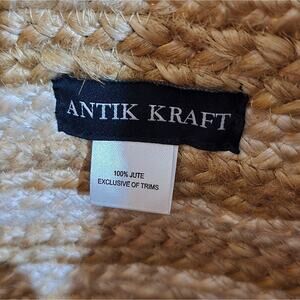 ANTIK KRAFT
100% JUTE
EXCLUSIVE OF TRIMS